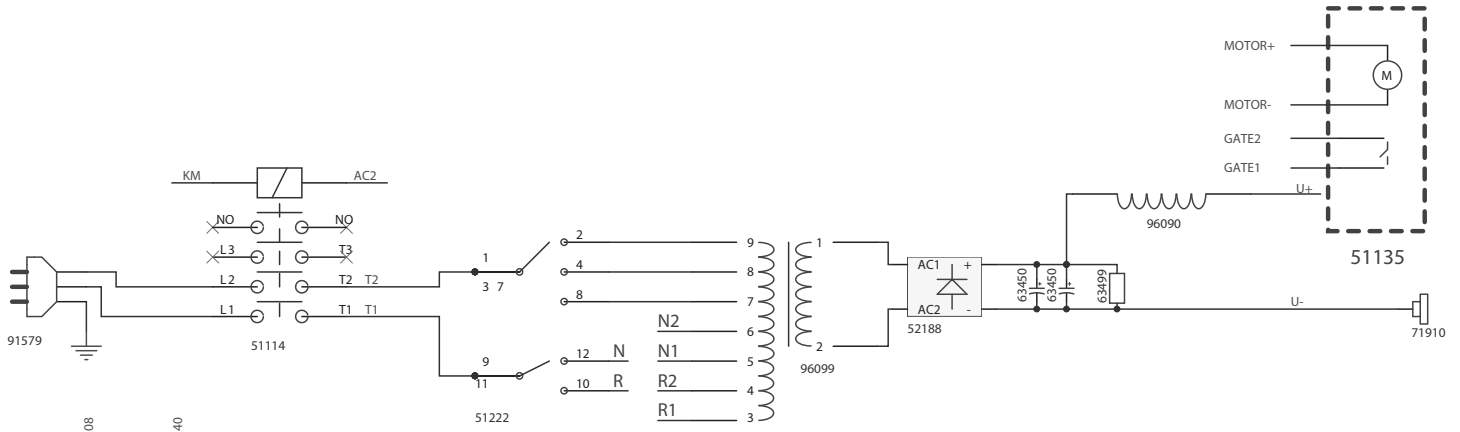 MOTOR+
M
MOTOR-
GATE2
GATE1
KM
AC2
U+
NO
NO
96090
L3
T3
L2
T2
T2
L1
T1
T1
91579
51114
1
3 7
2
4
8
9
11
12
N
10
R
51222
N2
N1
R2
R1
9
8
7
6
5
4
3
1
2
96099
AC1
+
AC2
-
52188
63450
63450
63499
+
+
U-
51135
71910
08
40